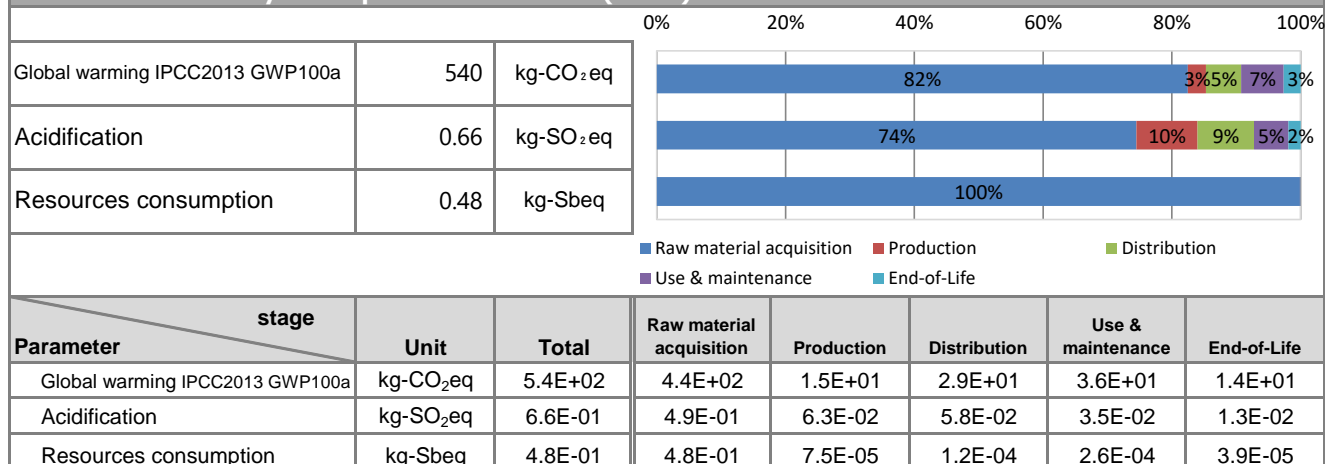 0% 20% 40% 60% 80% 100%
Global warming IPCC2013 GWP100a 540 kg-CO₂eq 82% 3% 5% 7% 3%
Acidification 0.66 kg-SO₂eq 74% 10% 9% 5% 2%
Resources consumption 0.48 kg-Sbeq 100%
Raw material acquisition Production Distribution
Use & maintenance End-of-Life
stage
Parameter Unit Total Raw material acquisition Production Distribution Use & maintenance End-of-Life
Global warming IPCC2013 GWP100a kg-CO₂eq 5.4E+02 4.4E+02 1.5E+01 2.9E+01 3.6E+01 1.4E+01
Acidification kg-SO₂eq 6.6E-01 4.9E-01 6.3E-02 5.8E-02 3.5E-02 1.3E-02
Resources consumption kg-Sbeq 4.8E-01 4.8E-01 7.5E-05 1.2E-04 2.6E-04 3.9E-05